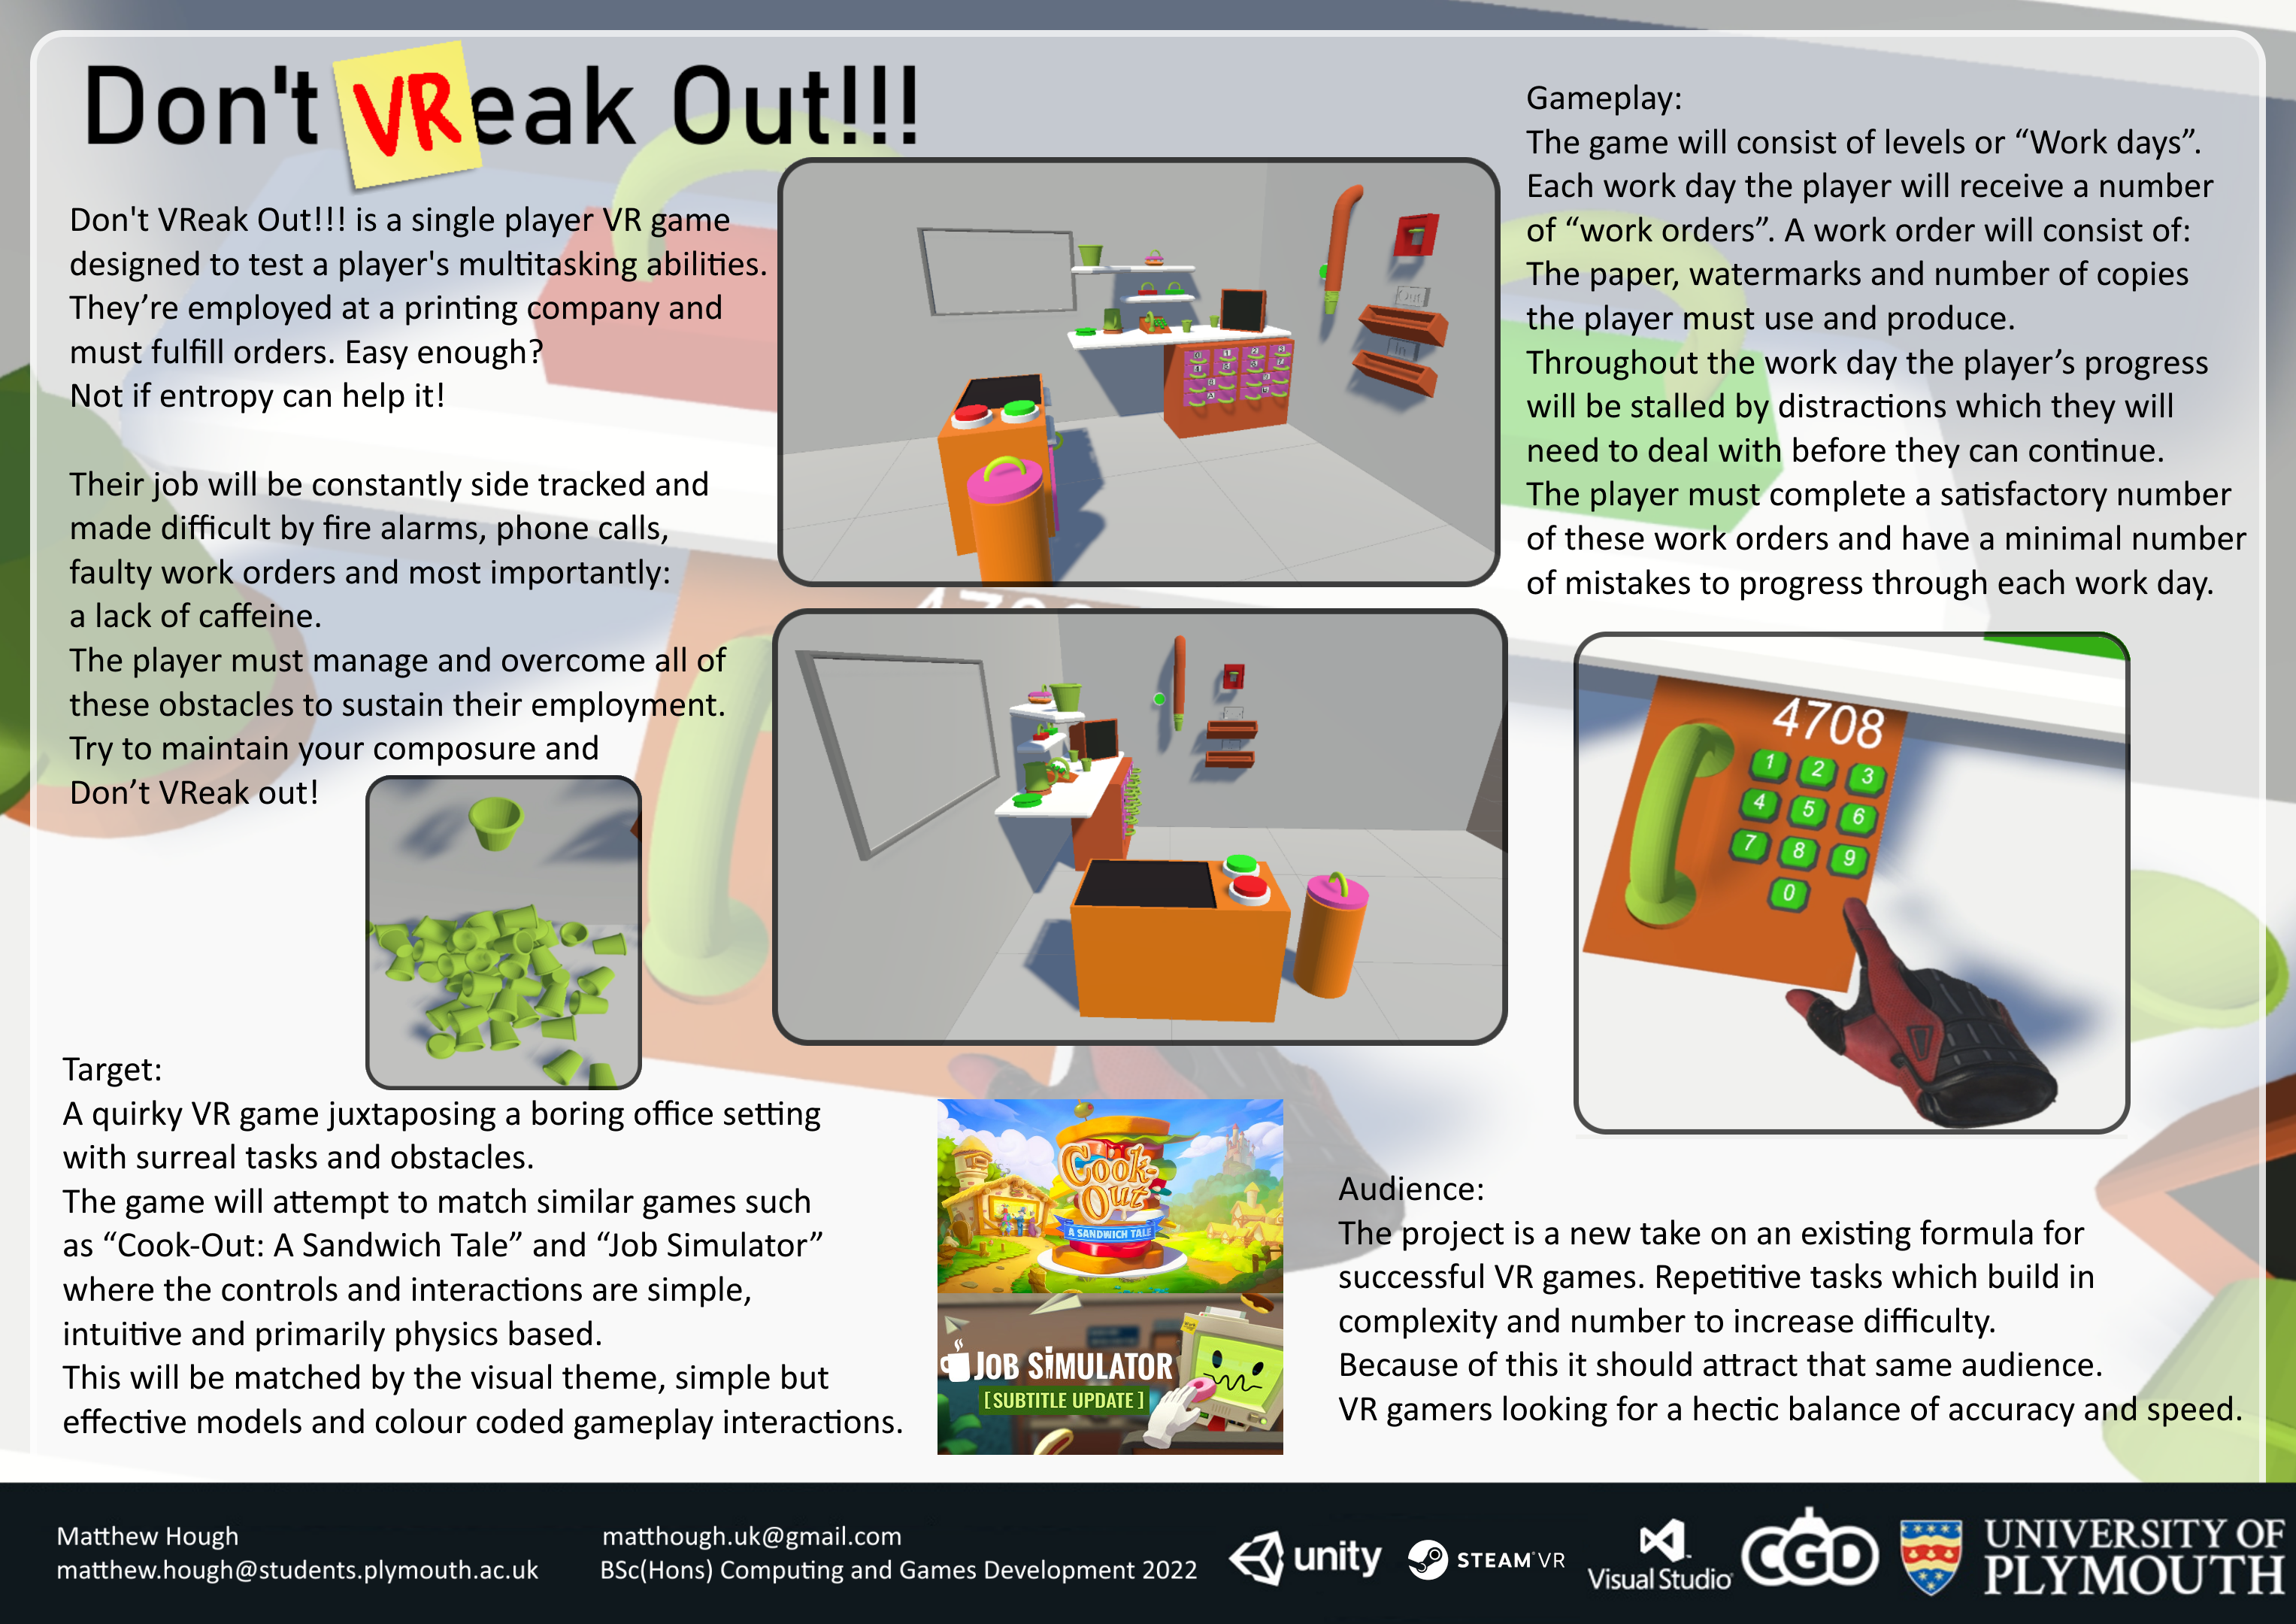 Don't VReak Out!!!
Don't VReak Out!!! is a single player VR game
designed to test a player's multitasking abilities.
They’re employed at a printing company and
must fulfill orders. Easy enough?
Not if entropy can help it!
Their job will be constantly side tracked and
made difficult by fire alarms, phone calls,
faulty work orders and most importantly:
a lack of caffeine.
The player must manage and overcome all of
these obstacles to sustain their employment.
Try to maintain your composure and
Don’t VReak out!
Gameplay:
The game will consist of levels or “Work days”.
Each work day the player will receive a number
of “work orders”. A work order will consist of:
The paper, watermarks and number of copies
the player must use and produce.
Throughout the work day the player’s progress
will be stalled by distractions which they will
need to deal with before they can continue.
The player must complete a satisfactory number
of these work orders and have a minimal number
of mistakes to progress through each work day.
Out
In
4708
1 2 3
4 5 6
7 8 9
0
Target:
A quirky VR game juxtaposing a boring office setting
with surreal tasks and obstacles.
The game will attempt to match similar games such
as “Cook-Out: A Sandwich Tale” and “Job Simulator”
where the controls and interactions are simple,
intuitive and primarily physics based.
This will be matched by the visual theme, simple but
effective models and colour coded gameplay interactions.
Cook-
Out
A SANDWICH TALE
JOB SIMULATOR
[SUBTITLE UPDATE]
Audience:
The project is a new take on an existing formula for
successful VR games. Repetitive tasks which build in
complexity and number to increase difficulty.
Because of this it should attract that same audience.
VR gamers looking for a hectic balance of accuracy and speed.
Matthew Hough
matthew.hough@students.plymouth.ac.uk
matthough.uk@gmail.com
BSc(Hons) Computing and Games Development 2022
unity
STEAM®VR
Visual Studio
CGD
UNIVERSITY OF
PLYMOUTH